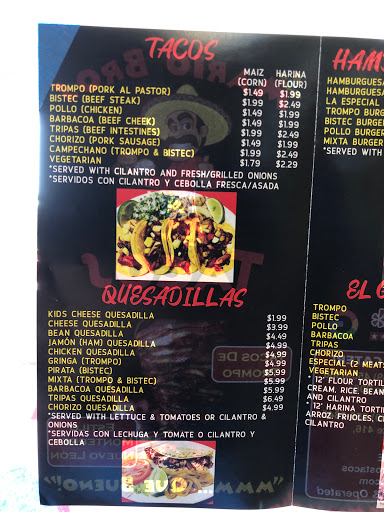 TACOS
MAIZ HARINA
(CORN) (FLOUR)
TROMPO (PORK AL PASTOR) $1.49 $1.99
BISTEC (BEEF STEAK) $1.99 $2.49
POLLO (CHICKEN) $1.49 $1.99
BARBACOA (BEEF CHEEK) $1.49 $1.99
TRIPAS (BEEF INTESTINES) $1.99 $2.49
CHORIZO (PORK SAUSAGE) $1.49 $1.99
CAMPECHANO (TROMPO & BISTEC) $1.99 $2.49
VEGETARIAN $1.79 $2.29
*SERVED WITH CILANTRO AND FRESH/GRILLED ONIONS
*SERVIDOS CON CILANTRO Y CEBOLLA FRESCA/ASADA
QUESADILLAS
KIDS CHEESE QUESADILLA $1.99
CHEESE QUESADILLA $3.99
BEAN QUESADILLA $4.49
JAMÓN (HAM) QUESADILLA $4.99
CHICKEN QUESADILLA $4.99
GRINGA (TROMPO) $4.99
PIRATA (BISTEC) $5.99
MIXTA (TROMPO & BISTEC) $5.99
BARBACOA QUESADILLA $5.99
TRIPAS QUESADILLA $6.49
CHORIZO QUESADILLA $4.99
*SERVED WITH LETTUCE & TOMATOES OR CILANTRO &
ONIONS
*SERVIDAS CON LECHUGA Y TOMATE O CILANTRO Y
CEBOLLA
HAM
HAMBURGUESA
HAMBURGUES
LA ESPECIAL
TROMPO BURG
BISTEC BURGE
POLLO BURGER
MIXTA BURGER
*SERVED WITH
EL
TROMPO
BISTEC
POLLO
BARBACOA
TRIPAS
CHORIZO
ESPECIAL (2 MEATS
VEGETARIAN
* 12' FLOUR TORTIL
CREAM, RICE, BEAN
AND CILANTRO
* 12' HARINA TORTIL
ARROZ, FRIJOLES, C
CILANTRO